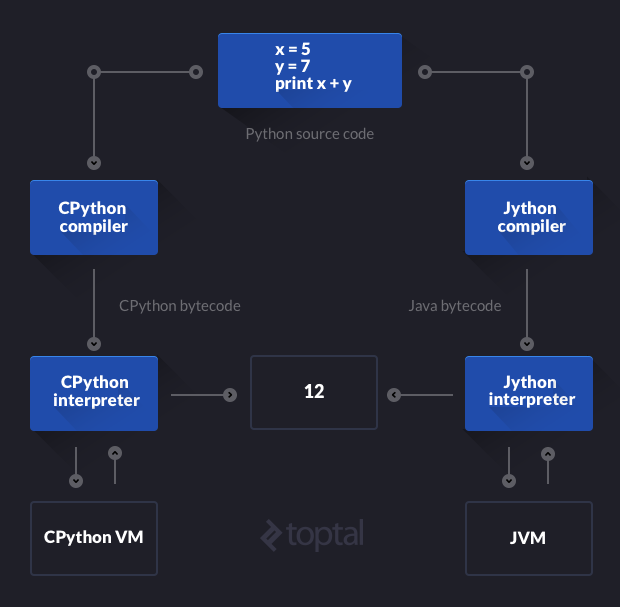 x = 5
y = 7
print x + y
Python source code
CPython
compiler
Jython
compiler
CPython bytecode
Java bytecode
CPython
interpreter
12
Jython
interpreter
CPython VM
toptal
JVM